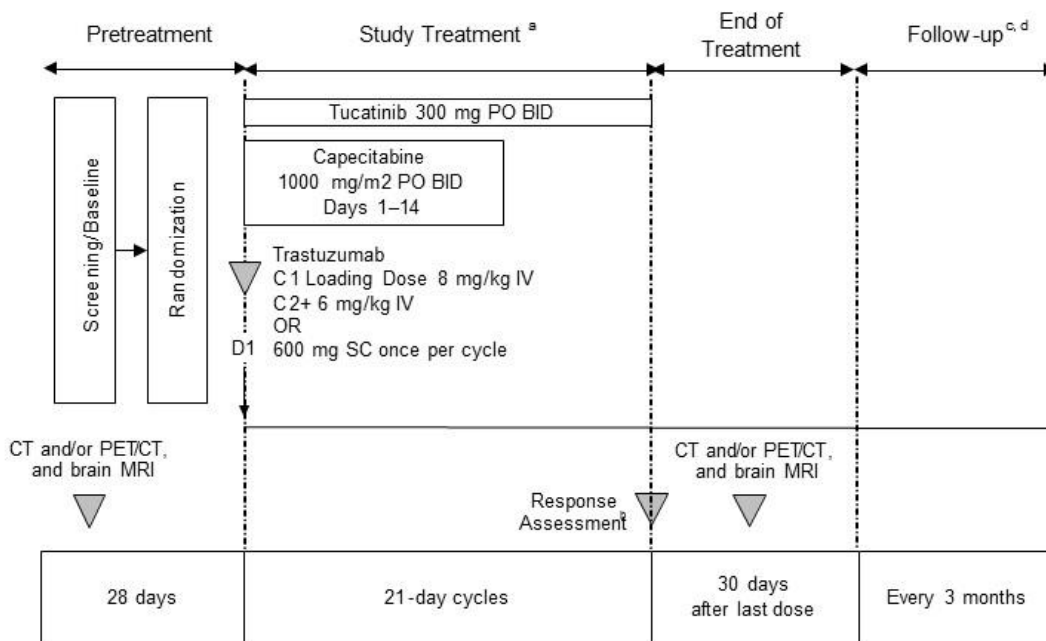 Pretreatment
Study Treatment a
End of
Treatment
Follow-up c, d
Screening/Baseline
Randomization
Tucatinib 300 mg PO BID
Capecitabine
1000 mg/m2 PO BID
Days 1–14
Trastuzumab
C1 Loading Dose 8 mg/kg IV
C2+ 6 mg/kg IV
OR
600 mg SC once per cycle
D1
CT and/or PET/CT,
and brain MRI
Response
Assessment b
CT and/or PET/CT,
and brain MRI
28 days
21-day cycles
30 days
after last dose
Every 3 months